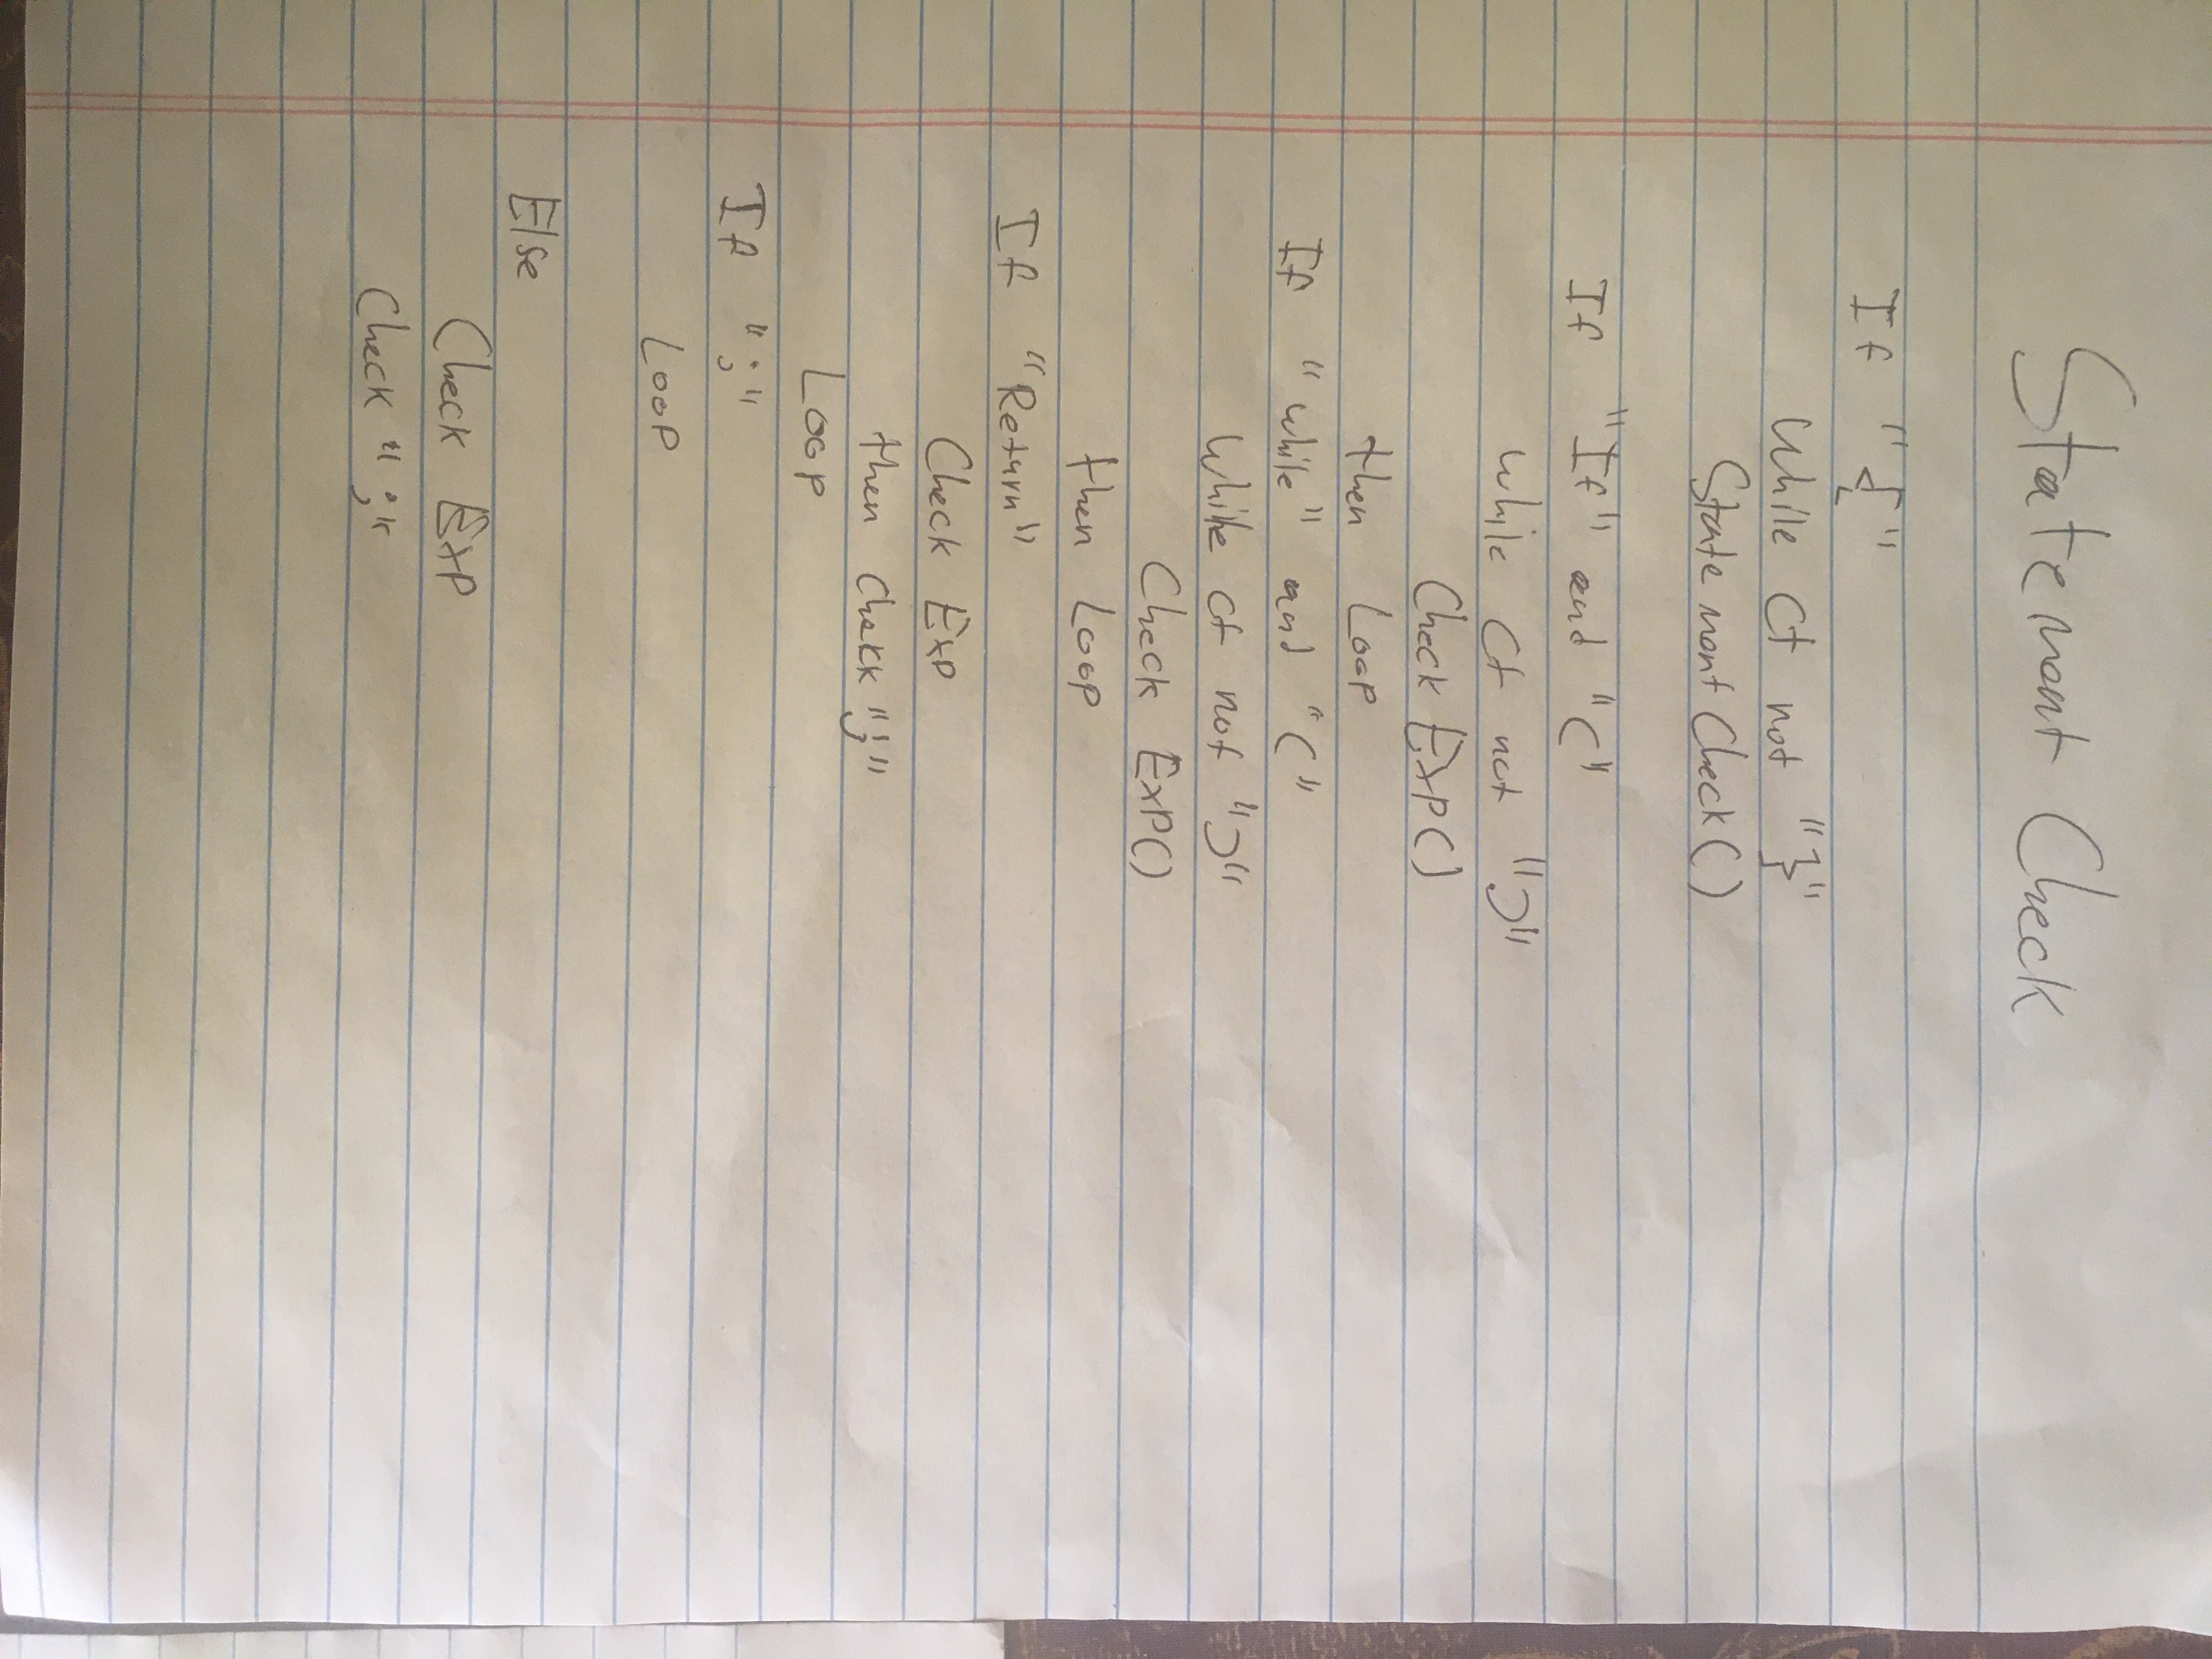 Statement Check
If "{"
While Ct not "}"
Statement Check()
If "If" and "("
while Ct not ")"
Check Exp()
then Loop
If "while" and "("
While Ct not ")"
Check Exp()
then Loop
If "Return"
Check Exp
then Check ";"
Loop
If ";"
Loop
Else
Check Exp
Check ";"